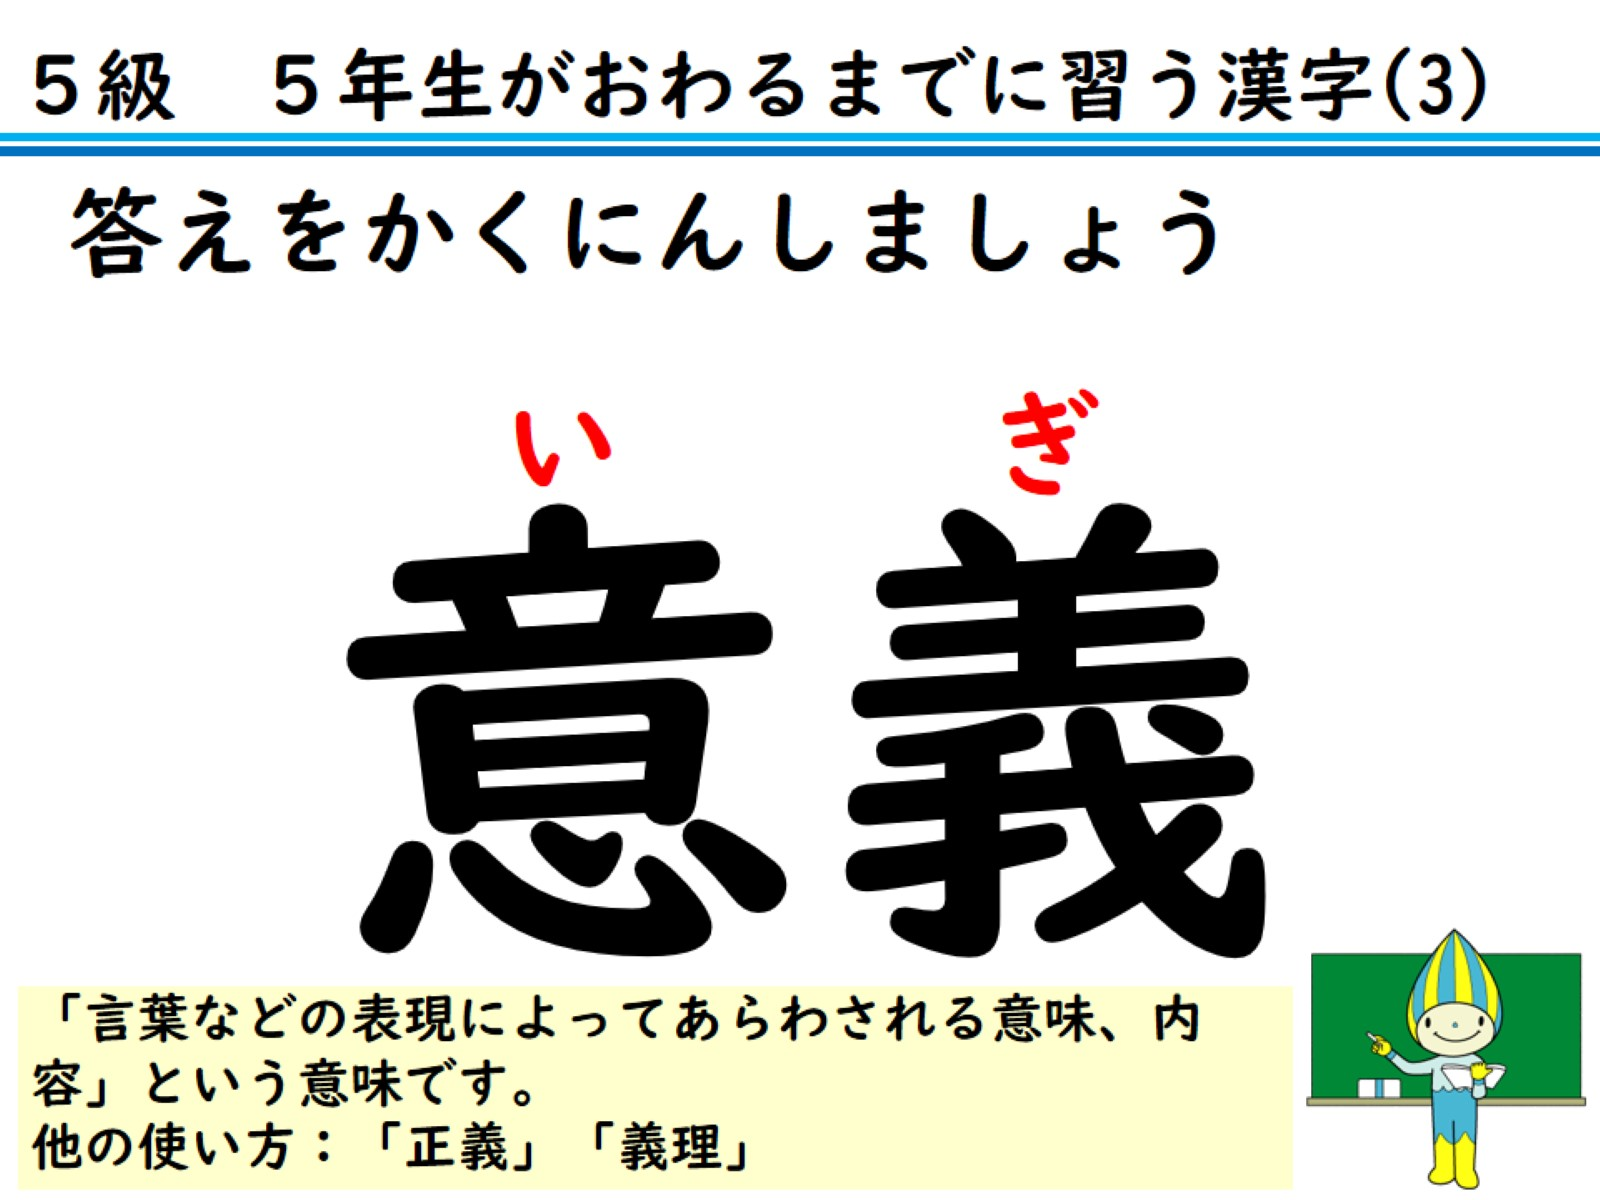 ５級　５年生がおわるまでに習う漢字(3)
答えをかくにんしましょう
い　ぎ
意義
「言葉などの表現によってあらわされる意味、内
容」という意味です。
他の使い方：「正義」「義理」